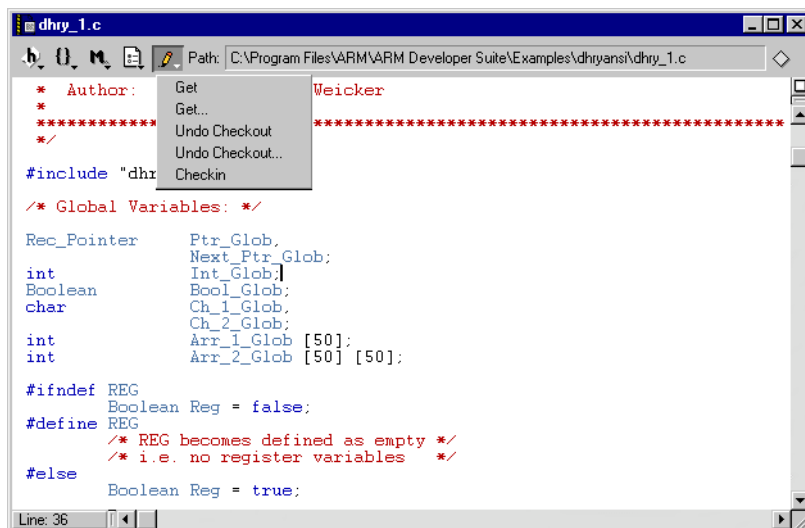 dhry_1.c
h {} M Path: C:\Program Files\ARM\ARM Developer Suite\Examples\dhryansi\dhry_1.c
Get
Get...
Undo Checkout
Undo Checkout...
Checkin
* Author: Weicker
*
****************************************************************************
*/
#include "dhr
/* Global Variables: */
Rec_Pointer Ptr_Glob,
Next_Ptr_Glob;
int Int_Glob;
Boolean Bool_Glob;
char Ch_1_Glob,
Ch_2_Glob;
int Arr_1_Glob [50];
int Arr_2_Glob [50] [50];
#ifndef REG
Boolean Reg = false;
#define REG
/* REG becomes defined as empty */
/* i.e. no register variables */
#else
Boolean Reg = true;
Line: 36